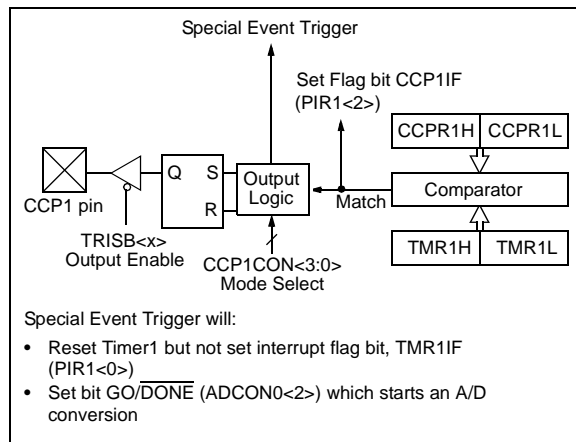 Special Event Trigger
Set Flag bit CCP1IF
(PIR1<2>)
CCPR1H CCPR1L
Q S
R
Output
Logic
Match
Comparator
CCP1 pin
TRISB<x>
Output Enable
CCP1CON<3:0>
Mode Select
TMR1H TMR1L
Special Event Trigger will:
• Reset Timer1 but not set interrupt flag bit, TMR1IF
(PIR1<0>)
• Set bit GO/DONE (ADCON0<2>) which starts an A/D
conversion